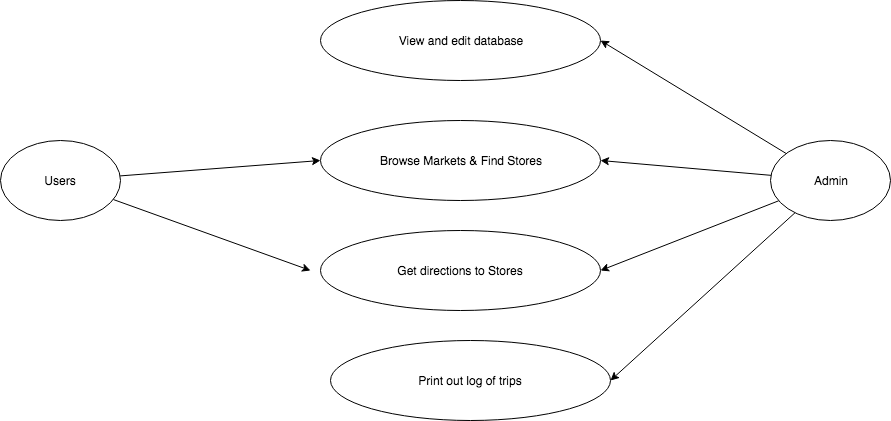 View and edit database
Users
Browse Markets & Find Stores
Admin
Get directions to Stores
Print out log of trips